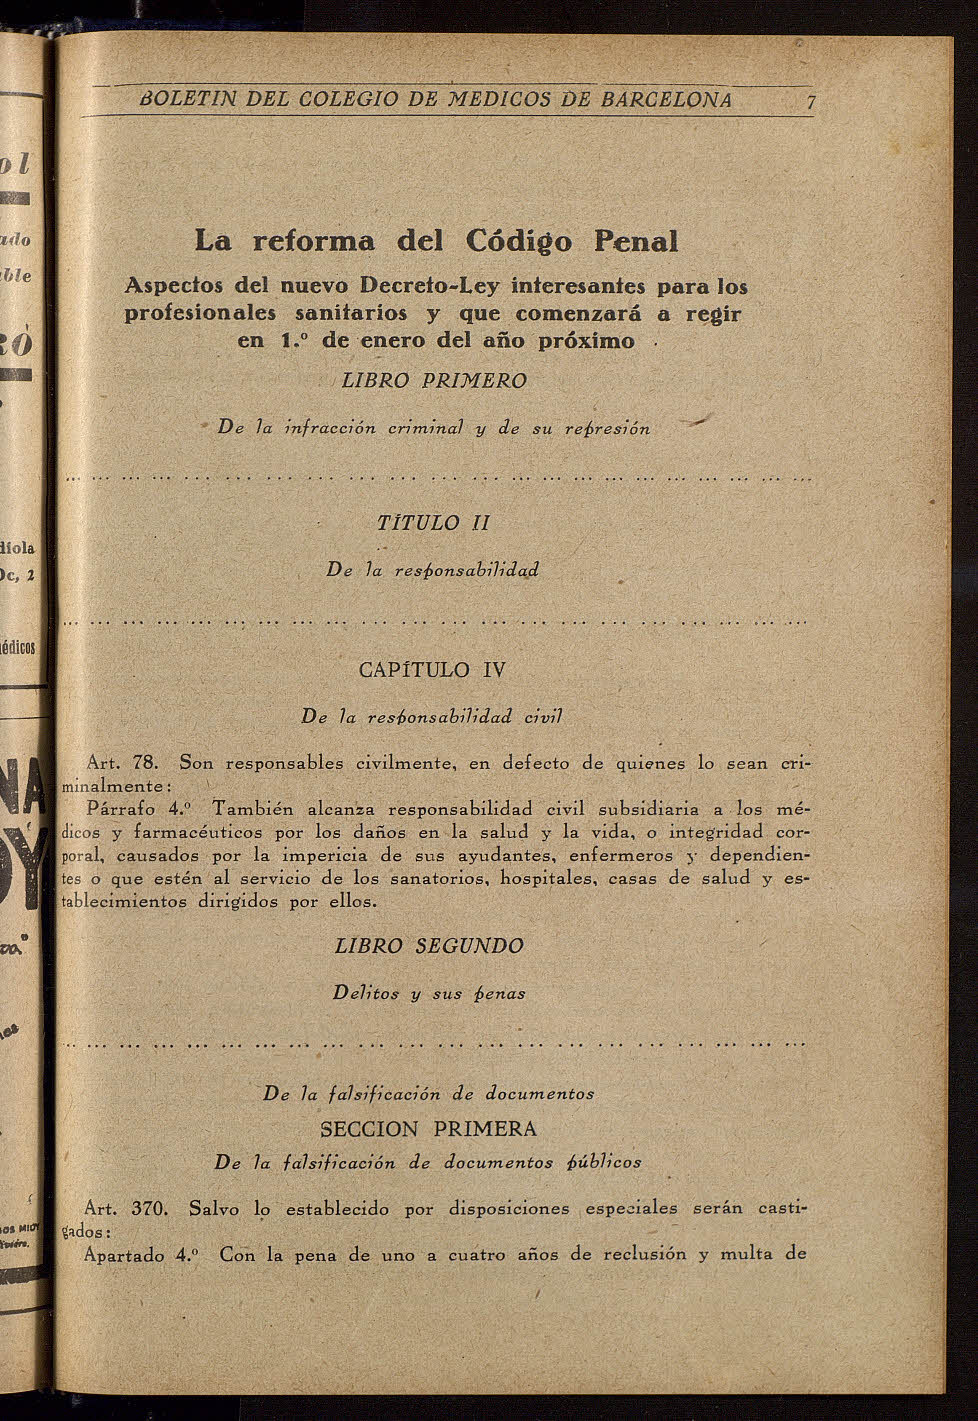 BOLETIN DEL COLEGIO DE MEDICOS DE BARCELONA 7
La reforma del Código Penal
Aspectos del nuevo Decreto-Ley interesantes para los
profesionales sanitarios y que comenzará a regir
en 1.º de enero del año próximo
LIBRO PRIMERO
De la infracción criminal y de su represión
TÍTULO II
De la responsabilidad
CAPÍTULO IV
De la responsabilidad civil
Art. 78. Son responsables civilmente, en defecto de quienes lo sean cri-
minalmente:
Párrafo 4.º También alcanza responsabilidad civil subsidiaria a los mé-
dicos y farmacéuticos por los daños en la salud y la vida, o integridad cor-
poral, causados por la impericia de sus ayudantes, enfermeros y dependien-
tes o que estén al servicio de los sanatorios, hospitales, casas de salud y es-
tablecimientos dirigidos por ellos.
LIBRO SEGUNDO
Delitos y sus penas
De la falsificación de documentos
SECCION PRIMERA
De la falsificación de documentos públicos
Art. 370. Salvo lo establecido por disposiciones especiales serán casti-
gados:
Apartado 4.º Con la pena de uno a cuatro años de reclusión y multa de